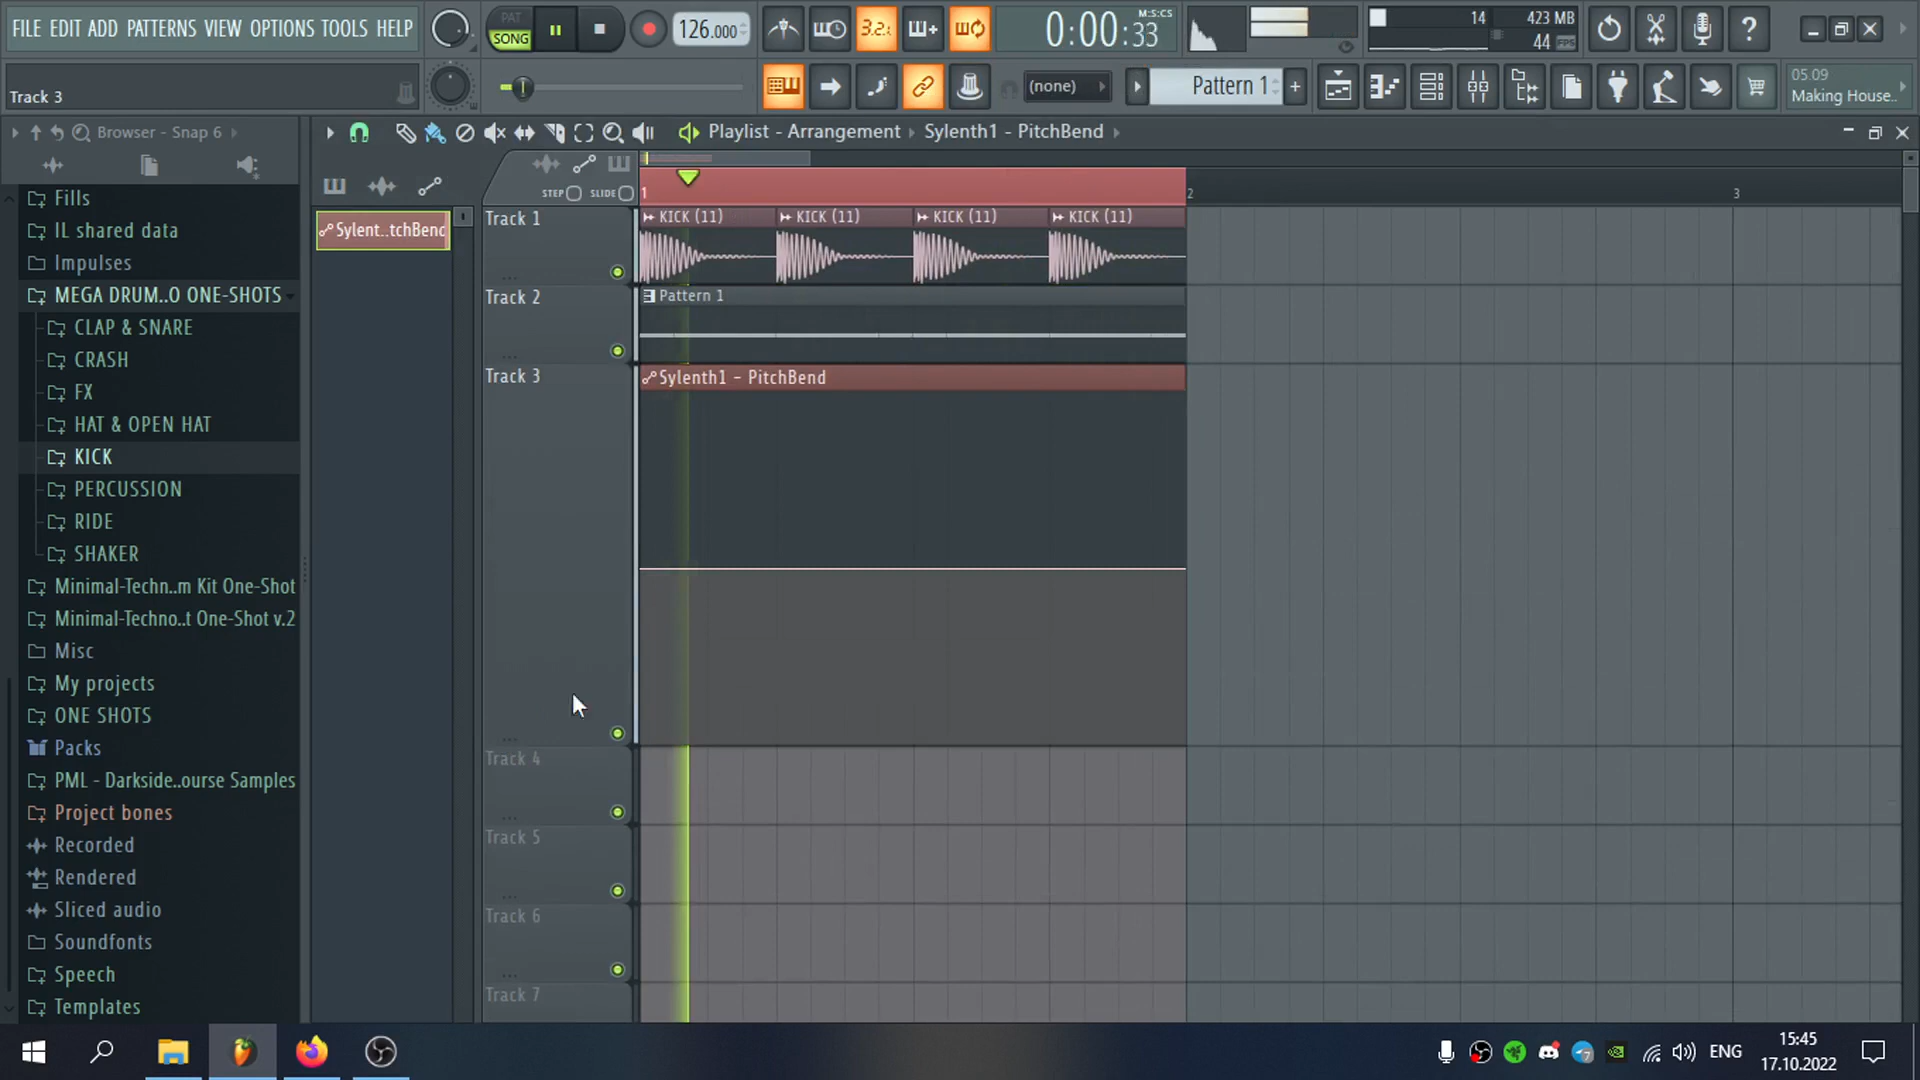 FILE EDIT ADD PATTERNS VIEW OPTIONS TOOLS HELP
PAT
SONG
126.000
3.2.
0:00:33
M:S:CS
14
423 MB
44
Track 3
(none)
Pattern 1
05.09
Making House..
Browser - Snap 6
Playlist - Arrangement
Sylenth1 - PitchBend
STEP
SLIDE
1
2
3
Fills
IL shared data
Impulses
MEGA DRUM..O ONE-SHOTS
CLAP & SNARE
CRASH
FX
HAT & OPEN HAT
KICK
PERCUSSION
RIDE
SHAKER
Minimal-Techn..m Kit One-Shot
Minimal-Techno..t One-Shot v.2
Misc
My projects
ONE SHOTS
Packs
PML - Darkside..ourse Samples
Project bones
Recorded
Rendered
Sliced audio
Soundfonts
Speech
Templates
Sylent..tchBend
Track 1
KICK (11)
KICK (11)
KICK (11)
KICK (11)
Track 2
Pattern 1
Track 3
Sylenth1 - PitchBend
Track 4
Track 5
Track 6
Track 7
ENG
15:45
17.10.2022